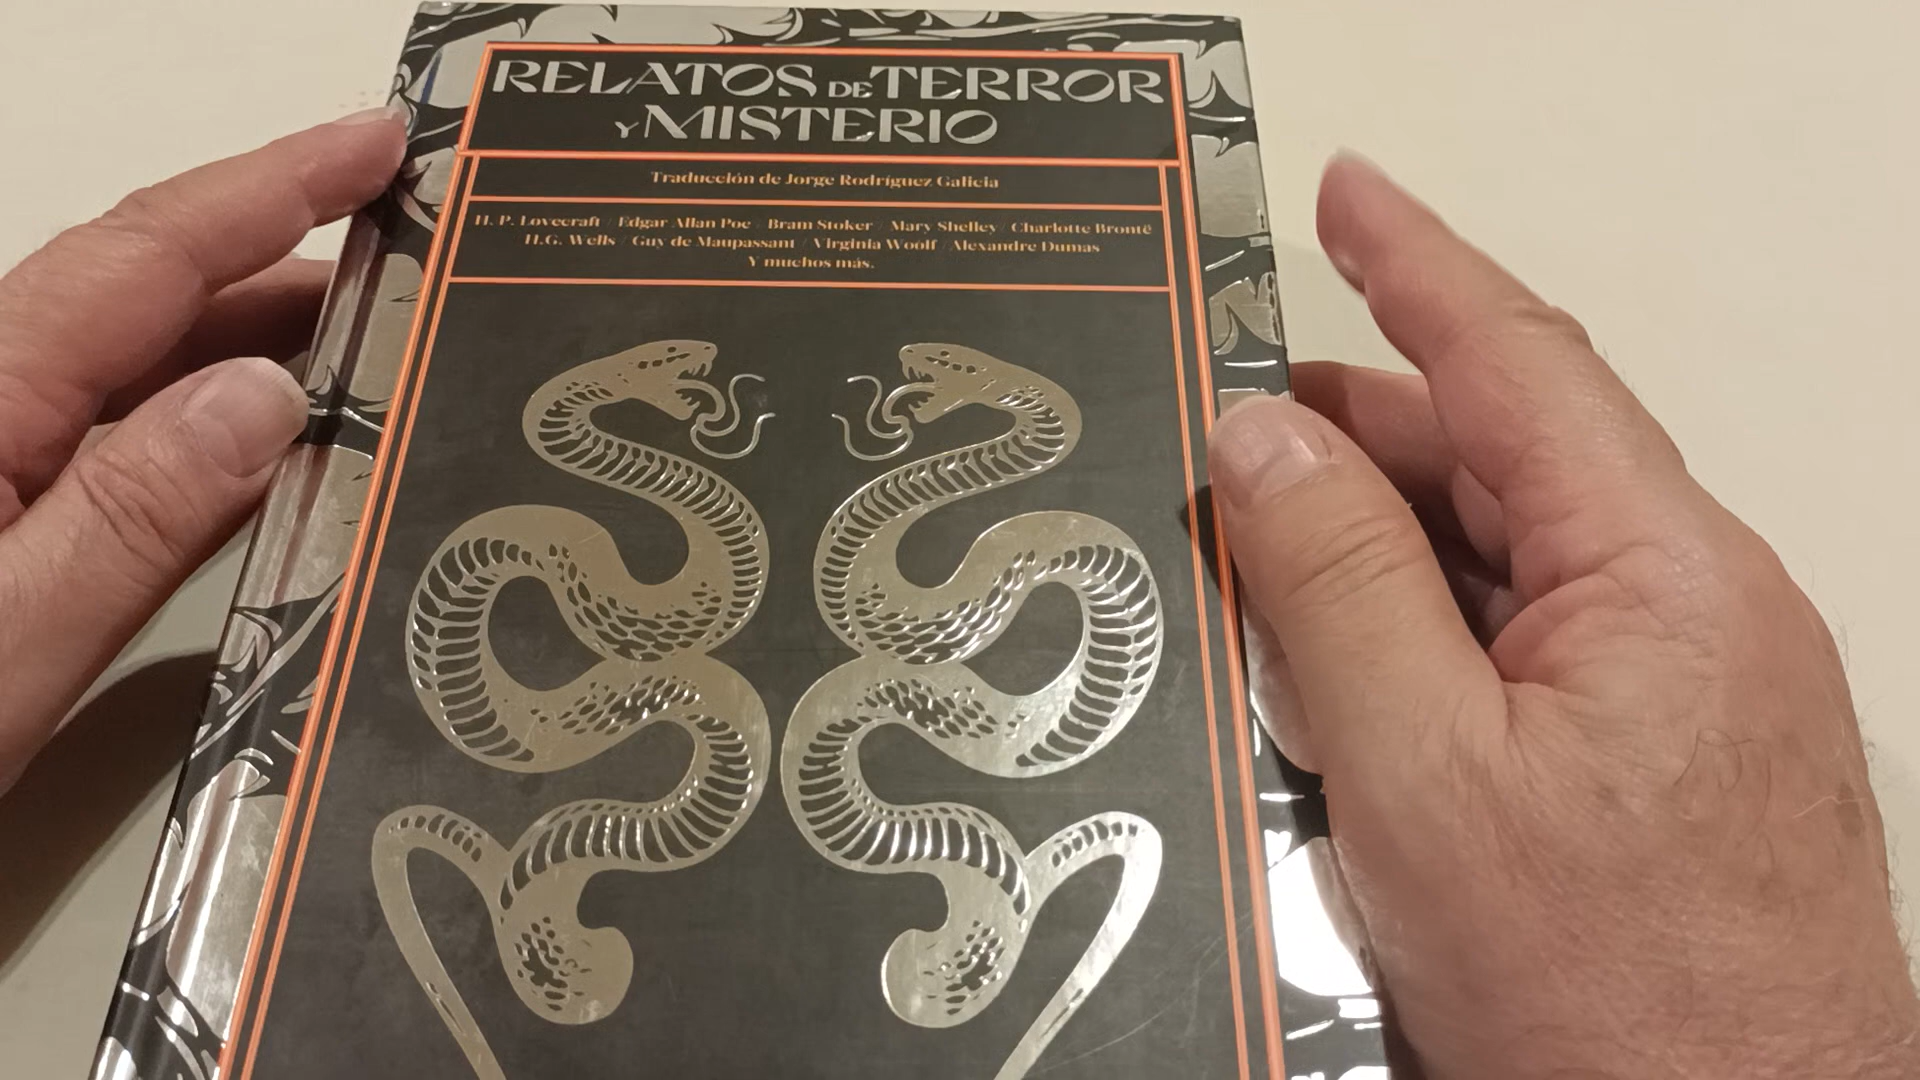 RELATOS DE TERROR
Y MISTERIO
Traducción de Jorge Rodríguez Galicia
H. P. Lovecraft / Edgar Allan Poe / Bram Stoker / Mary Shelley / Charlotte Brontë
H.G. Wells / Guy de Maupassant / Virginia Woolf / Alexandre Dumas
Y muchos más.